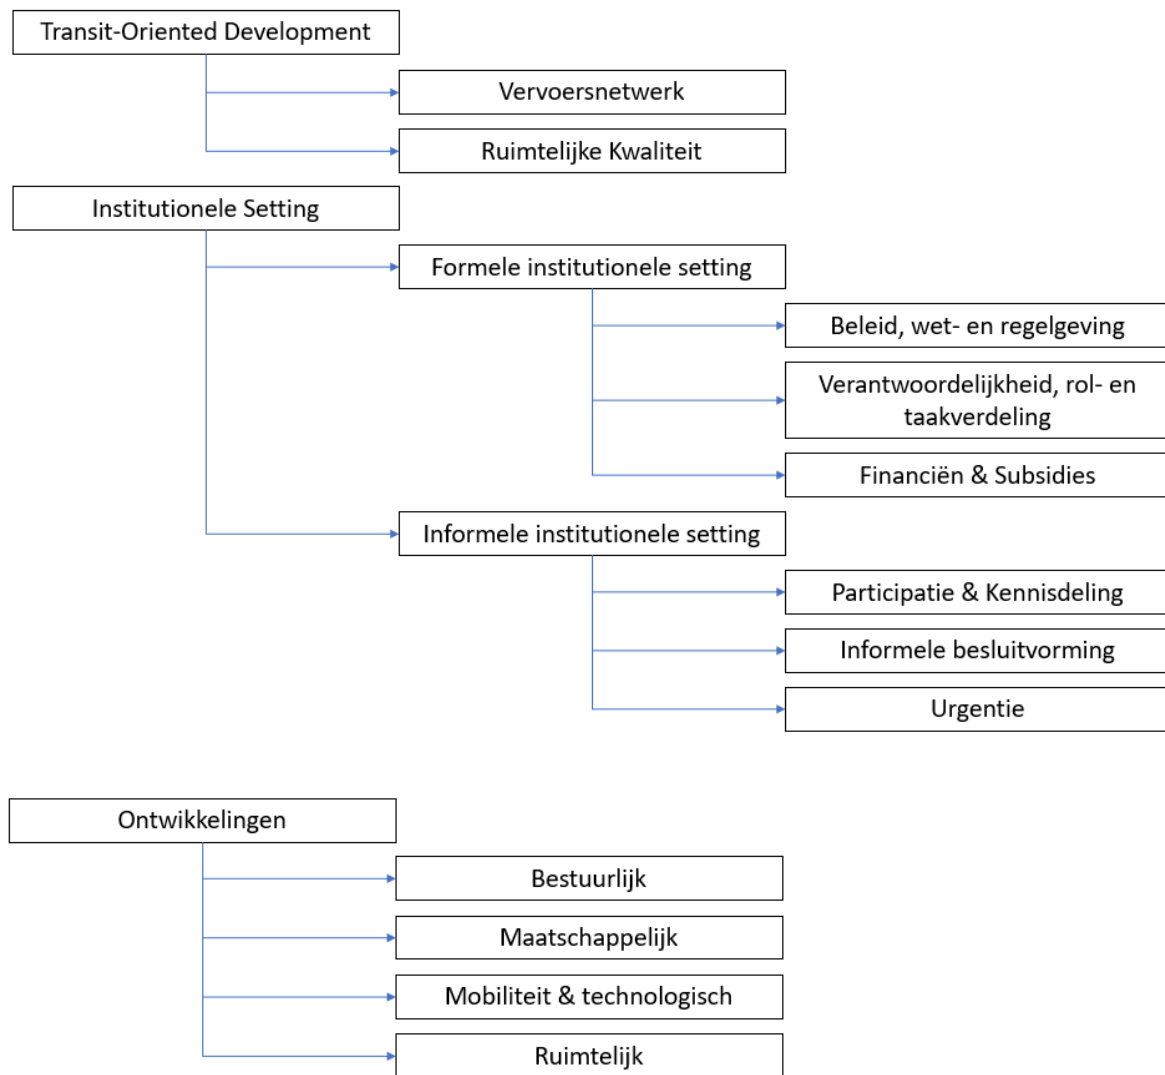 Transit-Oriented Development
Vervoersnetwerk
Ruimtelijke Kwaliteit
Institutionele Setting
Formele institutionele setting
Beleid, wet- en regelgeving
Verantwoordelijkheid, rol- en
taakverdeling
Financiën & Subsidies
Informele institutionele setting
Participatie & Kennisdeling
Informele besluitvorming
Urgentie
Ontwikkelingen
Bestuurlijk
Maatschappelijk
Mobiliteit & technologisch
Ruimtelijk